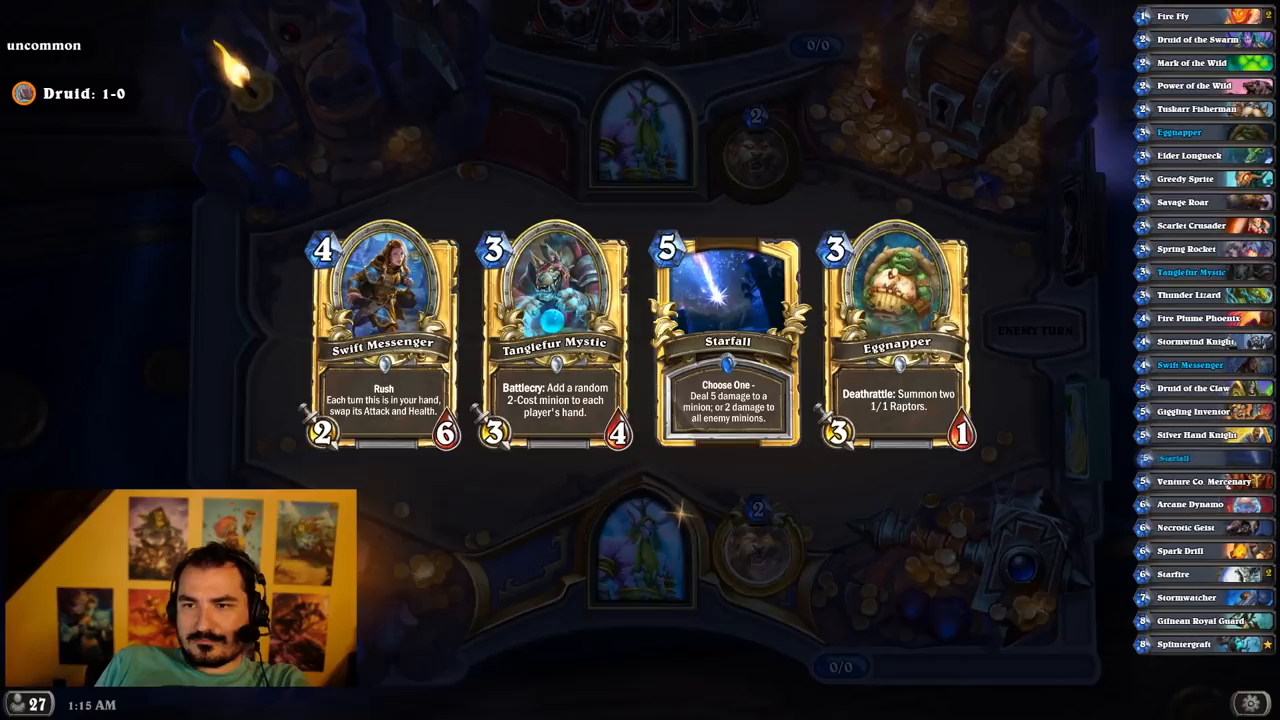 uncommon
Druid: 1-0
0/0
2
ENEMY TURN
4
Swift Messenger
Rush
Each turn this is in your hand,
swap its Attack and Health.
2
6
3
Tanglefur Mystic
Battlecry: Add a random
2-Cost minion to each
player's hand.
3
4
5
Starfall
Choose One -
Deal 5 damage to a
minion; or 2 damage to
all enemy minions.
3
Eggnapper
Deathrattle: Summon two
1/1 Raptors.
3
1
2
0/0
27
1:15 AM
1 Fire Fly 2
2 Druid of the Swarm
2 Mark of the Wild
2 Power of the Wild
2 Tuskarr Fisherman
3 Eggnapper
3 Elder Longneck
3 Greedy Sprite
3 Savage Roar
3 Scarlet Crusader
3 Spring Rocket
3 Tanglefur Mystic
3 Thunder Lizard
4 Fire Plume Phoenix
4 Stormwind Knight
4 Swift Messenger
5 Druid of the Claw
5 Giggling Inventor
5 Silver Hand Knight
5 Starfall
5 Venture Co. Mercenary
6 Arcane Dynamo
6 Necrotic Geist
6 Spark Drill
6 Starfire 2
7 Stormwatcher
8 Gilnean Royal Guard
8 Splintergraft